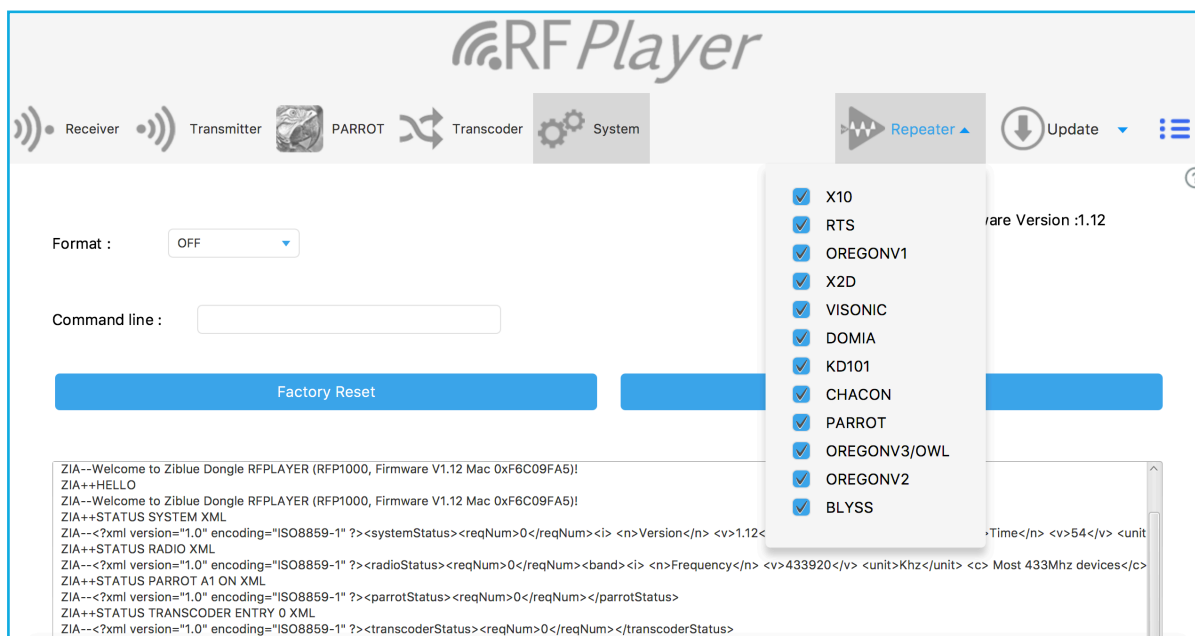 RFPlayer
Receiver Transmitter PARROT Transcoder System Repeater Update
X10
RTS
OREGONV1
X2D
VISONIC
DOMIA
KD101
CHACON
PARROT
OREGONV3/OWL
OREGONV2
BLYSS
are Version :1.12
Format : OFF
Command line :
Factory Reset
ZIA--Welcome to Ziblue Dongle RFPLAYER (RFP1000, Firmware V1.12 Mac 0xF6C09FA5)!
ZIA++HELLO
ZIA--Welcome to Ziblue Dongle RFPLAYER (RFP1000, Firmware V1.12 Mac 0xF6C09FA5)!
ZIA++STATUS SYSTEM XML
ZIA--<?xml version="1.0" encoding="ISO8859-1" ?><systemStatus><reqNum>0</reqNum><i> <n>Version</n> <v>1.12< >Time</n> <v>54</v> <unit
ZIA++STATUS RADIO XML
ZIA--<?xml version="1.0" encoding="ISO8859-1" ?><radioStatus><reqNum>0</reqNum><band><i> <n>Frequency</n> <v>433920</v> <unit>Khz</unit> <c> Most 433Mhz devices</c>
ZIA++STATUS PARROT A1 ON XML
ZIA--<?xml version="1.0" encoding="ISO8859-1" ?><parrotStatus><reqNum>0</reqNum></parrotStatus>
ZIA++STATUS TRANSCODER ENTRY 0 XML
ZIA--<?xml version="1.0" encoding="ISO8859-1" ?><transcoderStatus><reqNum>0</reqNum></transcoderStatus>